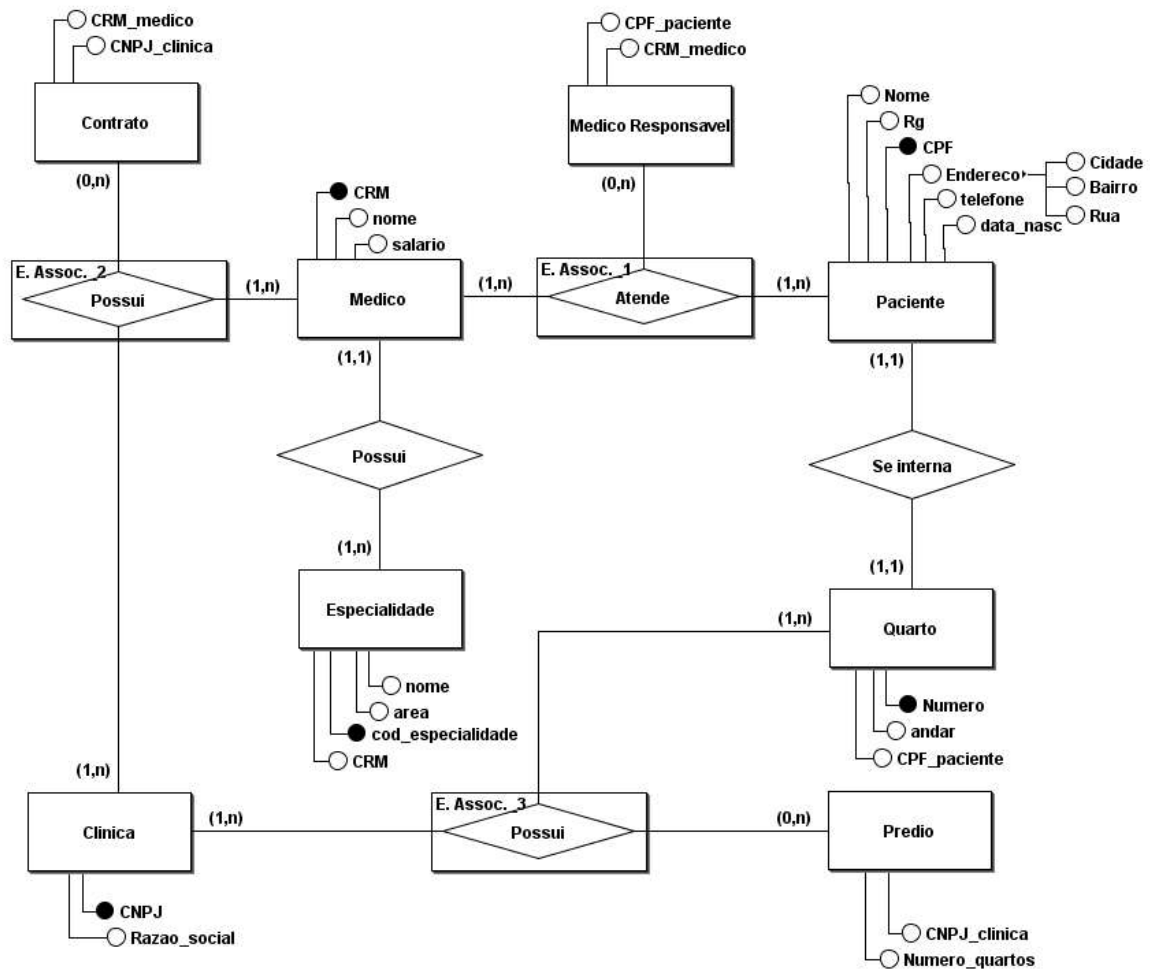 CRM_medico
CNPJ_clinica
Contrato
(0,n)
CPF_paciente
CRM_medico
Medico Responsavel
(0,n)
Nome
Rg
CPF
Endereco
Cidade
Bairro
Rua
telefone
data_nasc
CRM
nome
salario
E. Assoc._2
Possui
(1,n)
Medico
(1,n)
E. Assoc._1
Atende
(1,n)
Paciente
(1,1)
(1,1)
Possui
Se interna
(1,n)
(1,1)
Especialidade
(1,n)
Quarto
nome
area
cod_especialidade
CRM
Numero
andar
CPF_paciente
(1,n)
Clinica
(1,n)
E. Assoc._3
Possui
(0,n)
Predio
CNPJ
Razao_social
CNPJ_clinica
Numero_quartos